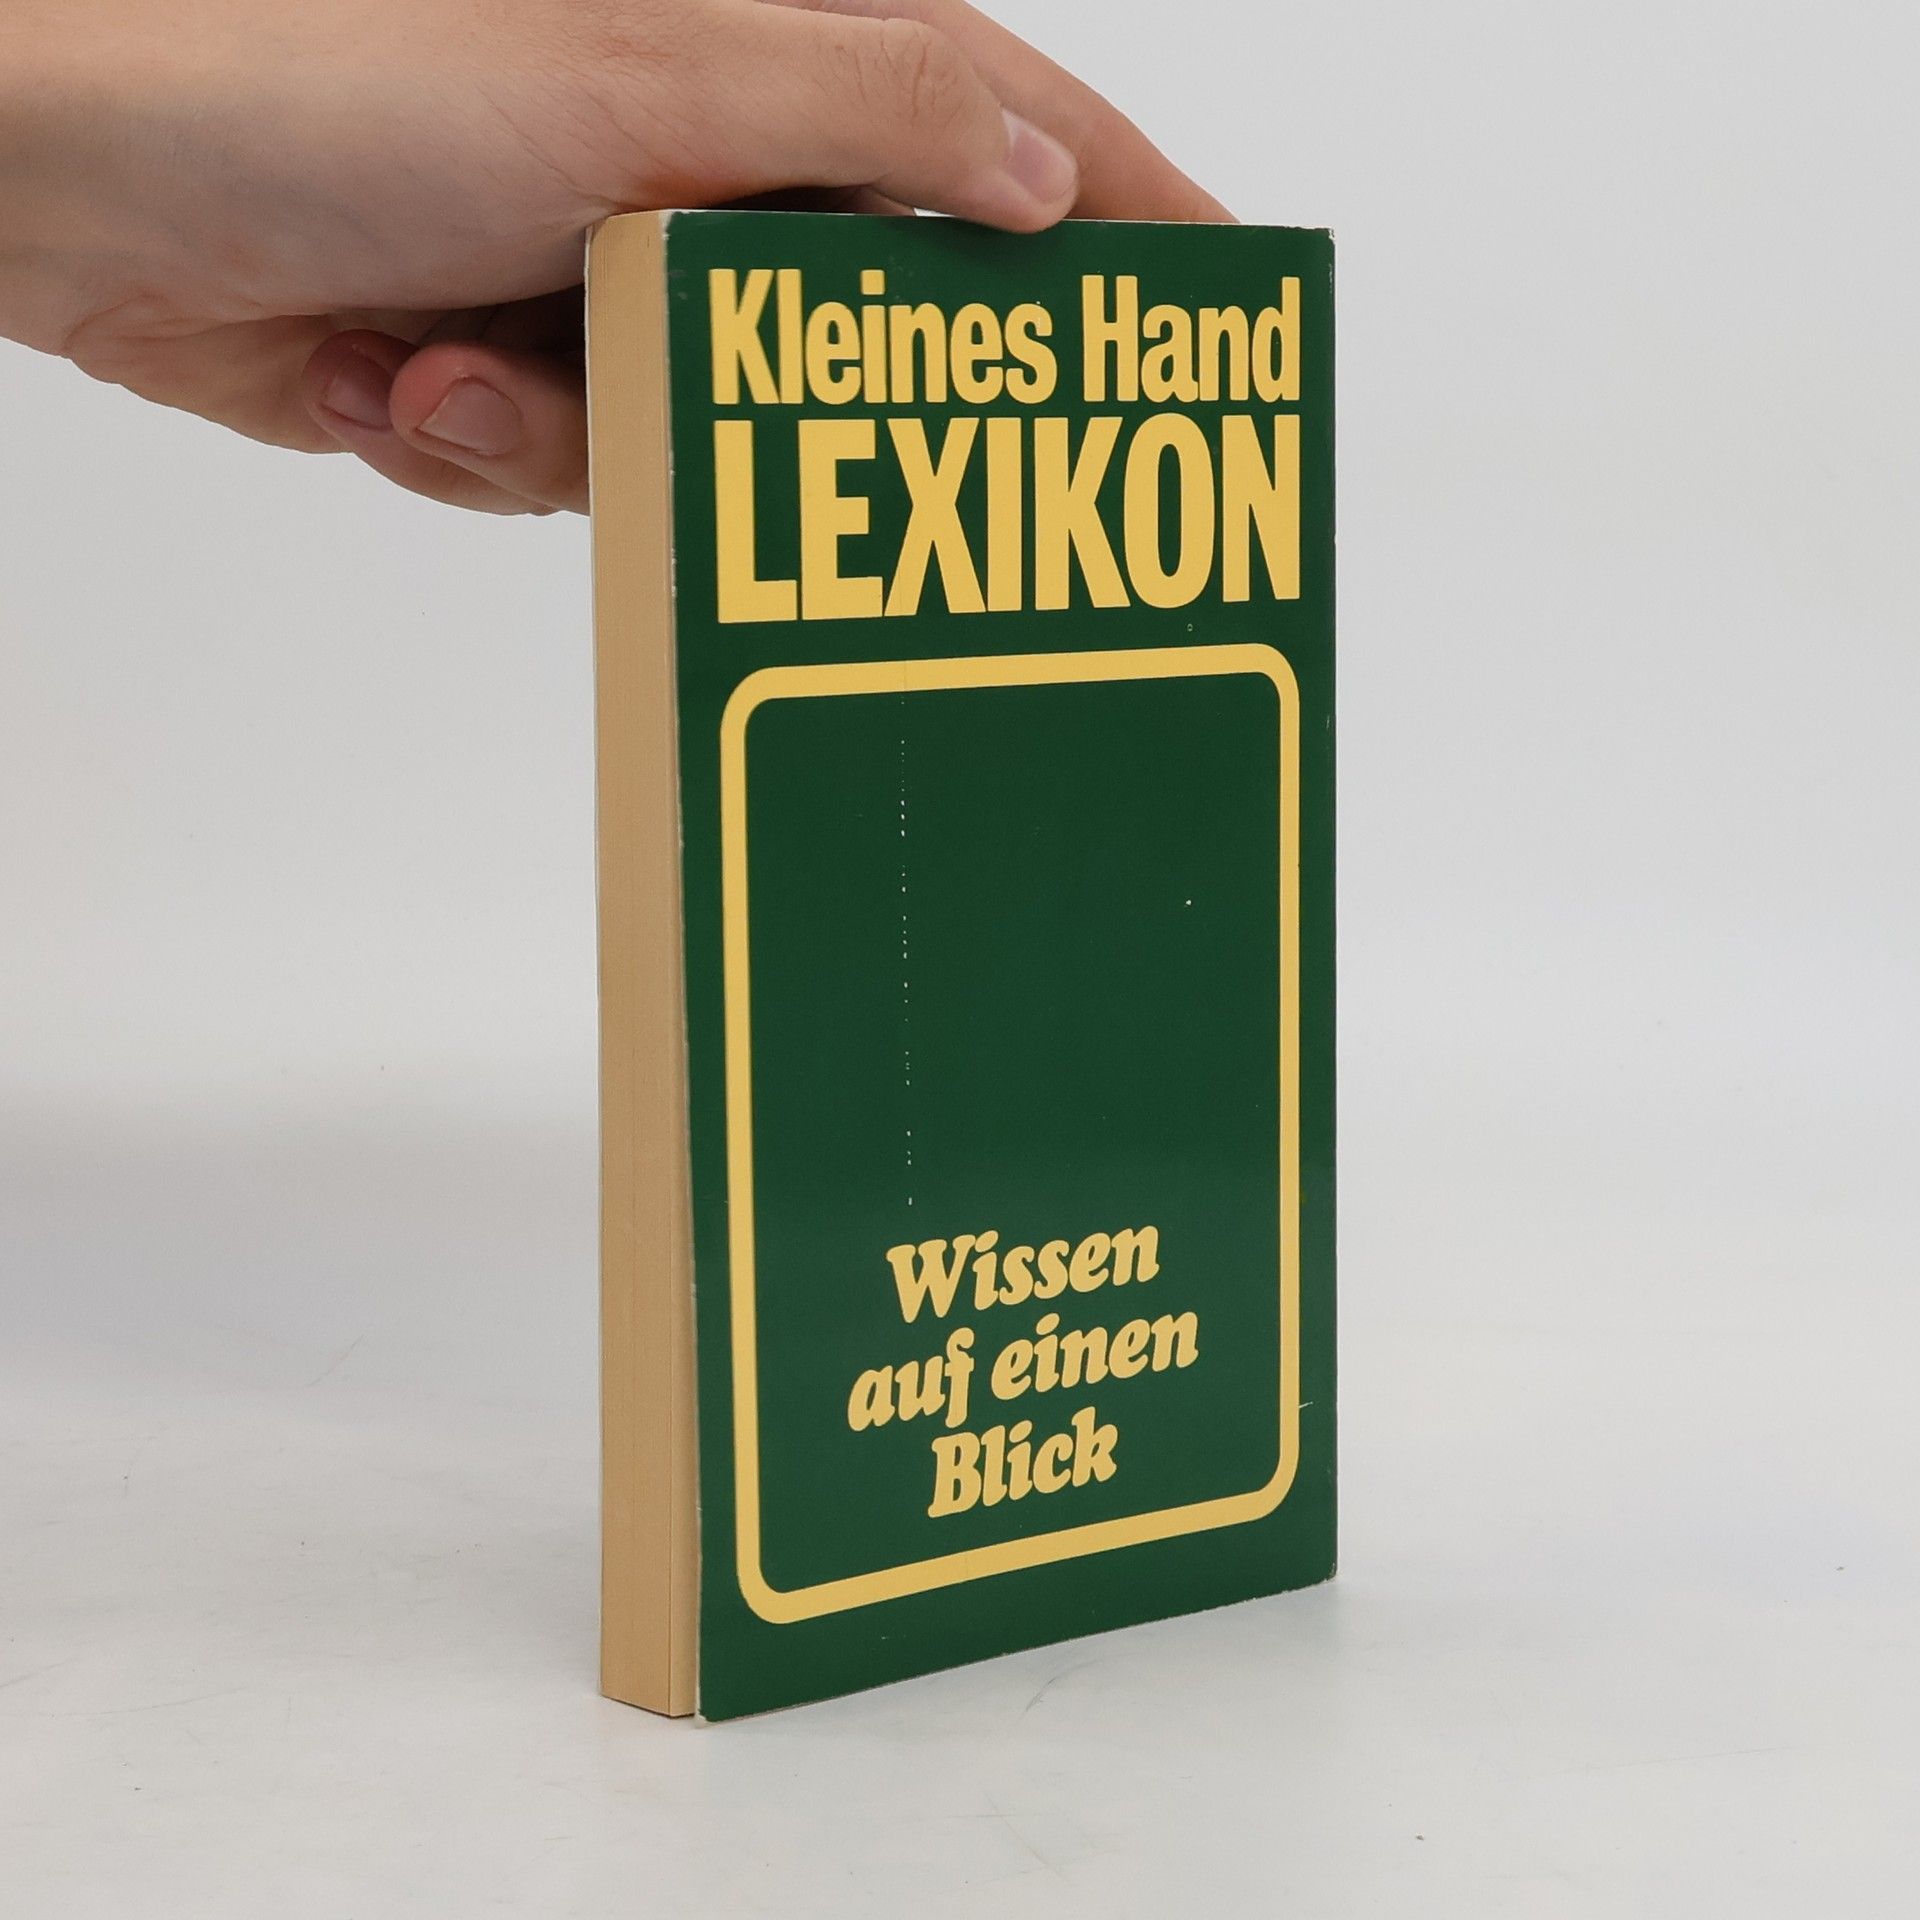 Kleines Hand
LEXIKON
Wissen
auf einen
Blick